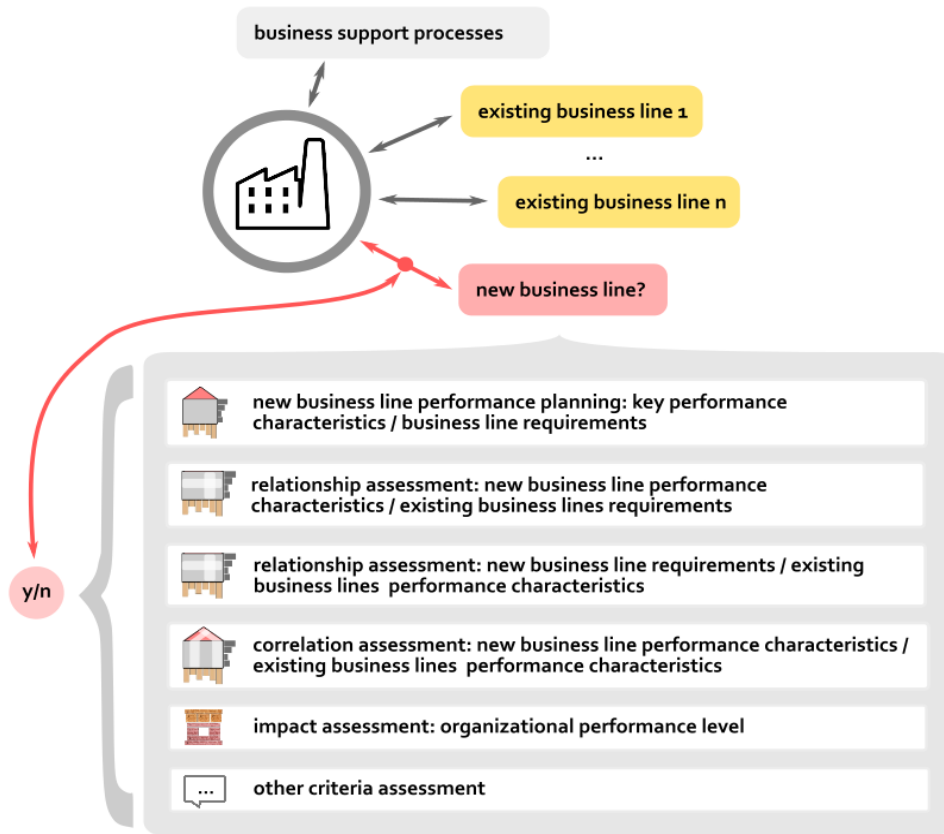 business support processes
existing business line 1
...
existing business line n
new business line?
new business line performance planning: key performance
characteristics / business line requirements
relationship assessment: new business line performance
characteristics / existing business lines requirements
relationship assessment: new business line requirements / existing
business lines  performance characteristics
y/n
correlation assessment: new business line performance characteristics /
existing business lines  performance characteristics
impact assessment: organizational performance level
...
other criteria assessment